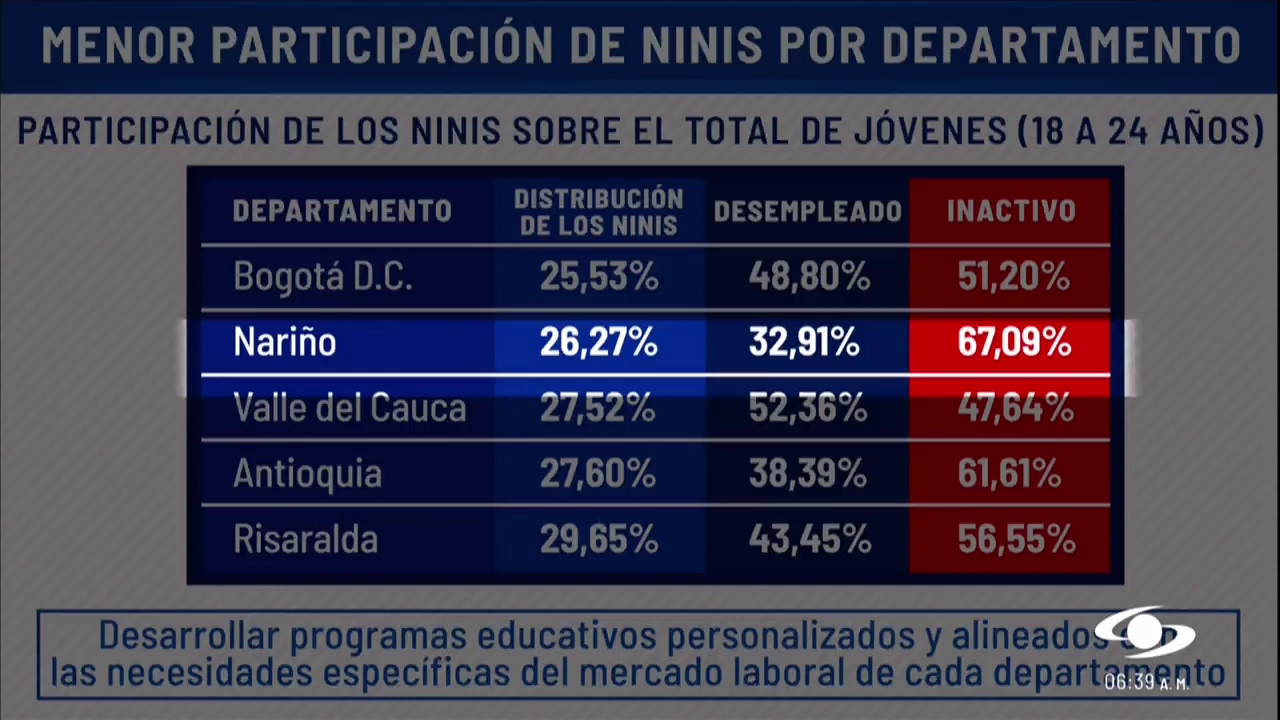 MENOR PARTICIPACIÓN DE NINIS POR DEPARTAMENTO
PARTICIPACIÓN DE LOS NINIS SOBRE EL TOTAL DE JÓVENES (18 A 24 AÑOS)
DEPARTAMENTO DISTRIBUCIÓN DE LOS NINIS DESEMPLEADO INACTIVO
Bogotá D.C. 25,53% 48,80% 51,20%
Nariño 26,27% 32,91% 67,09%
Valle del Cauca 27,52% 52,36% 47,64%
Antioquia 27,60% 38,39% 61,61%
Risaralda 29,65% 43,45% 56,55%
Desarrollar programas educativos personalizados y alineados
las necesidades específicas del mercado laboral de cada departamento
06:39 A.M.